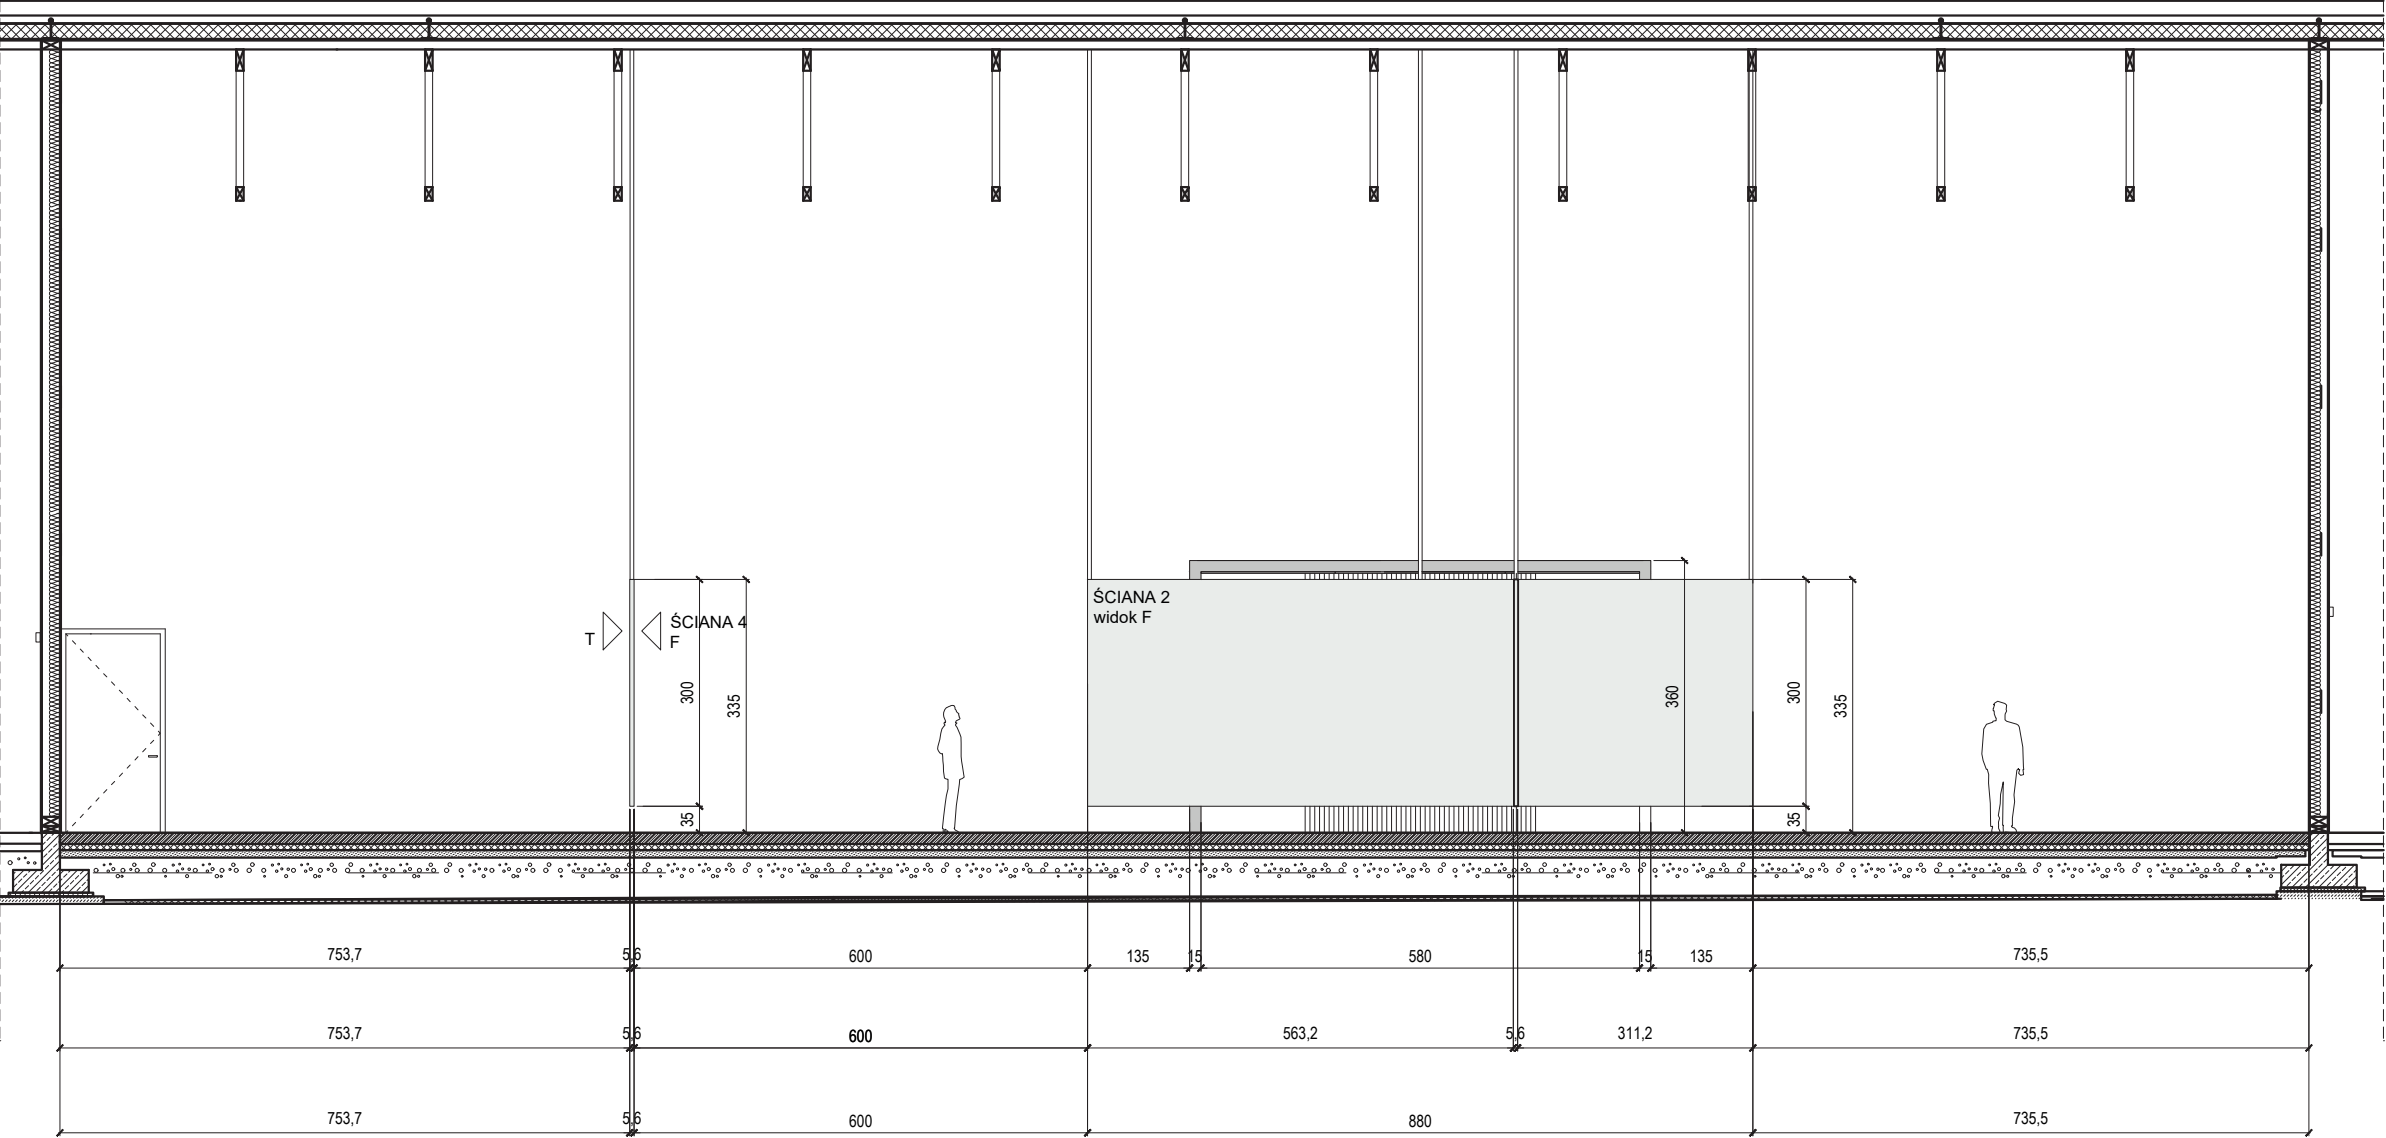 ŚCIANA 2
widok F
T
ŚCIANA 4
F
300
335
35
360
300
335
35
753,7 5,6 600 135 15 580 15 135 735,5
753,7 5,6 600 563,2 5,6 311,2 735,5
753,7 5,6 600 880 735,5